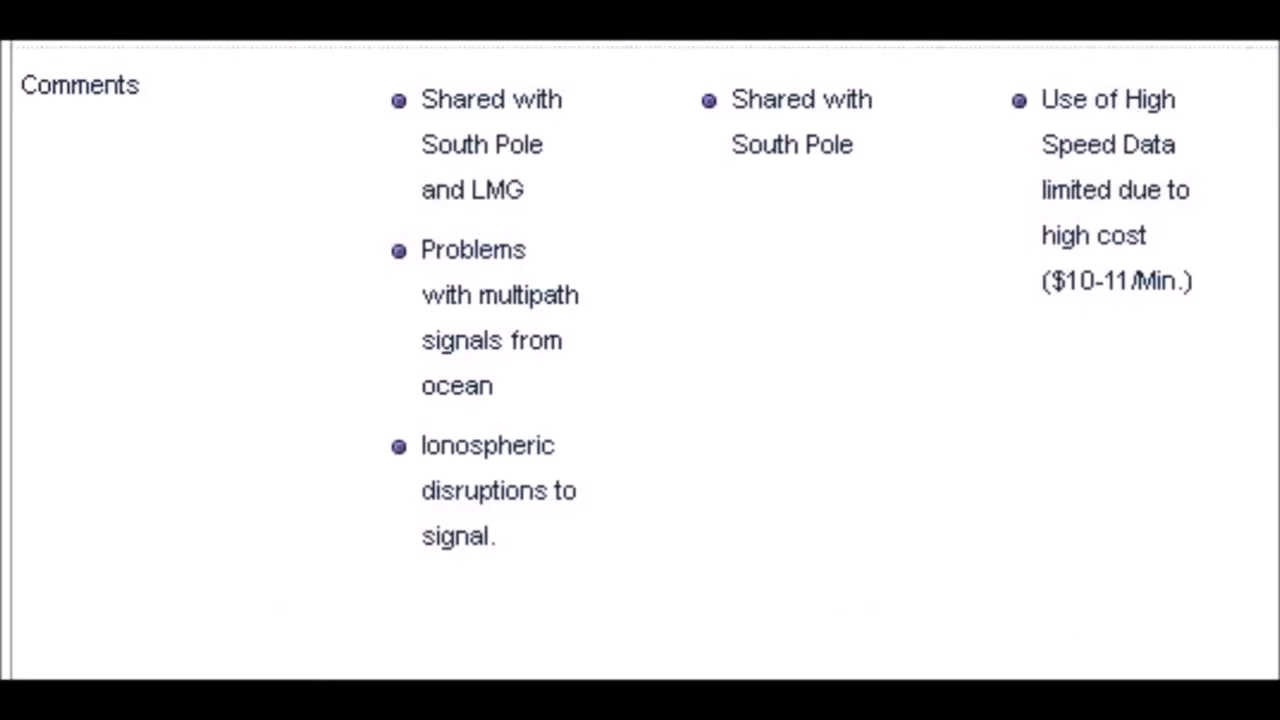 Comments
Shared with
South Pole
and LMG
Problems
with multipath
signals from
ocean
Ionospheric
disruptions to
signal.
Shared with
South Pole
Use of High
Speed Data
limited due to
high cost
($10-11/Min.)